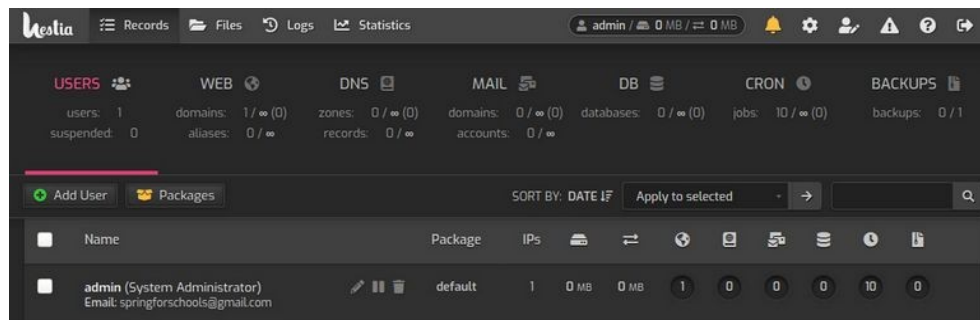 Hestia Records Files Logs Statistics admin / 0 MB / 0 MB
USERS WEB DNS MAIL DB CRON BACKUPS
users: 1 domains: 1 / ∞ (0) zones: 0 / ∞ (0) domains: 0 / ∞ (0) databases: 0 / ∞ (0) jobs: 10 / ∞ (0) backups: 0 / 1
suspended: 0 aliases: 0 / ∞ records: 0 / ∞ accounts: 0 / ∞
Add User Packages SORT BY: DATE Apply to selected
Name Package IPs
admin (System Administrator) default 1 0 MB 0 MB 1 0 0 0 10 0
Email: springforschools@gmail.com